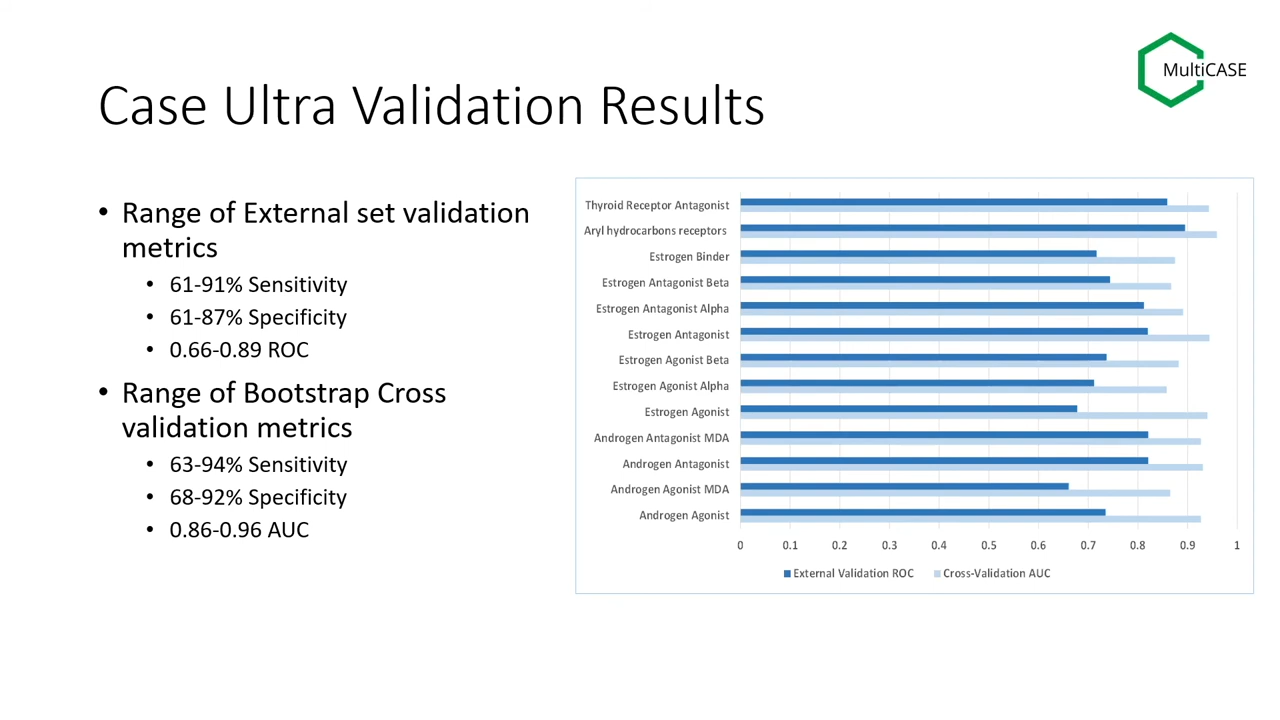 MultiCASE
Case Ultra Validation Results
• Range of External set validation
metrics
• 61-91% Sensitivity
• 61-87% Specificity
• 0.66-0.89 ROC
• Range of Bootstrap Cross
validation metrics
• 63-94% Sensitivity
• 68-92% Specificity
• 0.86-0.96 AUC
Thyroid Receptor Antagonist
Aryl hydrocarbons receptors
Estrogen Binder
Estrogen Antagonist Beta
Estrogen Antagonist Alpha
Estrogen Antagonist
Estrogen Agonist Beta
Estrogen Agonist Alpha
Estrogen Agonist
Androgen Antagonist MDA
Androgen Antagonist
Androgen Agonist MDA
Androgen Agonist
0 0.1 0.2 0.3 0.4 0.5 0.6 0.7 0.8 0.9 1
External Validation ROC Cross-Validation AUC